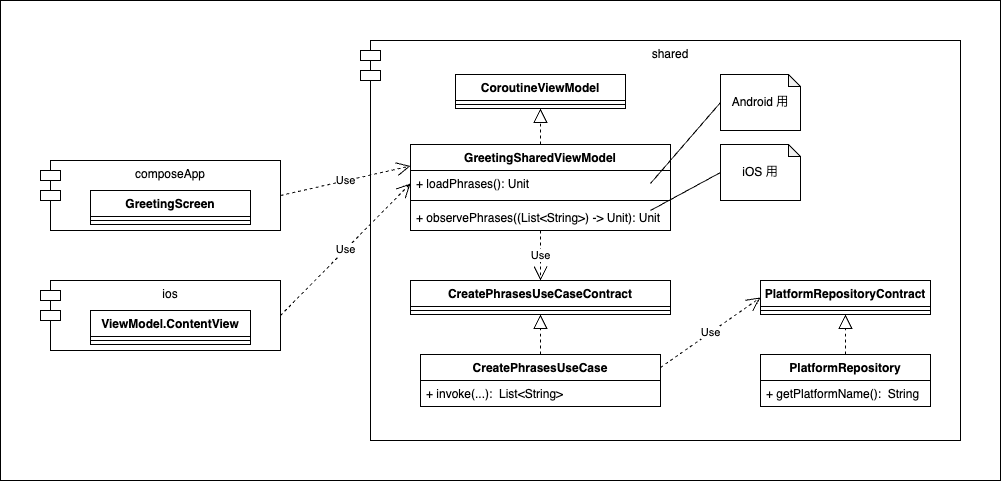 shared
CoroutineViewModel
Android 用
GreetingSharedViewModel
+ loadPhrases(): Unit
+ observePhrases((List<String>) -> Unit): Unit
iOS 用
composeApp
GreetingScreen
Use
Use
ios
ViewModel.ContentView
Use
CreatePhrasesUseCaseContract
PlatformRepositoryContract
Use
CreatePhrasesUseCase
+ invoke(...): List<String>
PlatformRepository
+ getPlatformName(): String